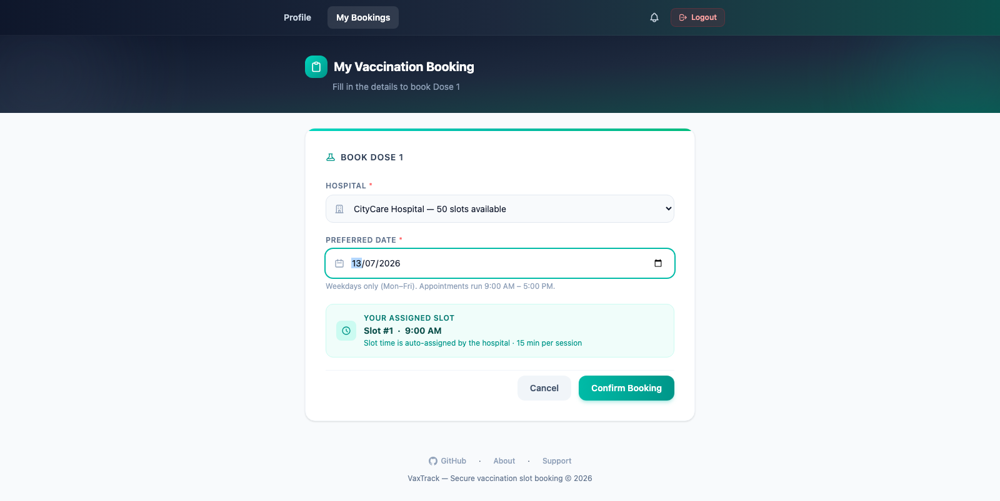 Profile
My Bookings
Logout
My Vaccination Booking
Fill in the details to book Dose 1
BOOK DOSE 1
HOSPITAL *
CityCare Hospital — 50 slots available
PREFERRED DATE *
13/07/2026
Weekdays only (Mon–Fri). Appointments run 9:00 AM – 5:00 PM.
YOUR ASSIGNED SLOT
Slot #1 · 9:00 AM
Slot time is auto-assigned by the hospital · 15 min per session
Cancel
Confirm Booking
GitHub · About · Support
VaxTrack — Secure vaccination slot booking © 2026